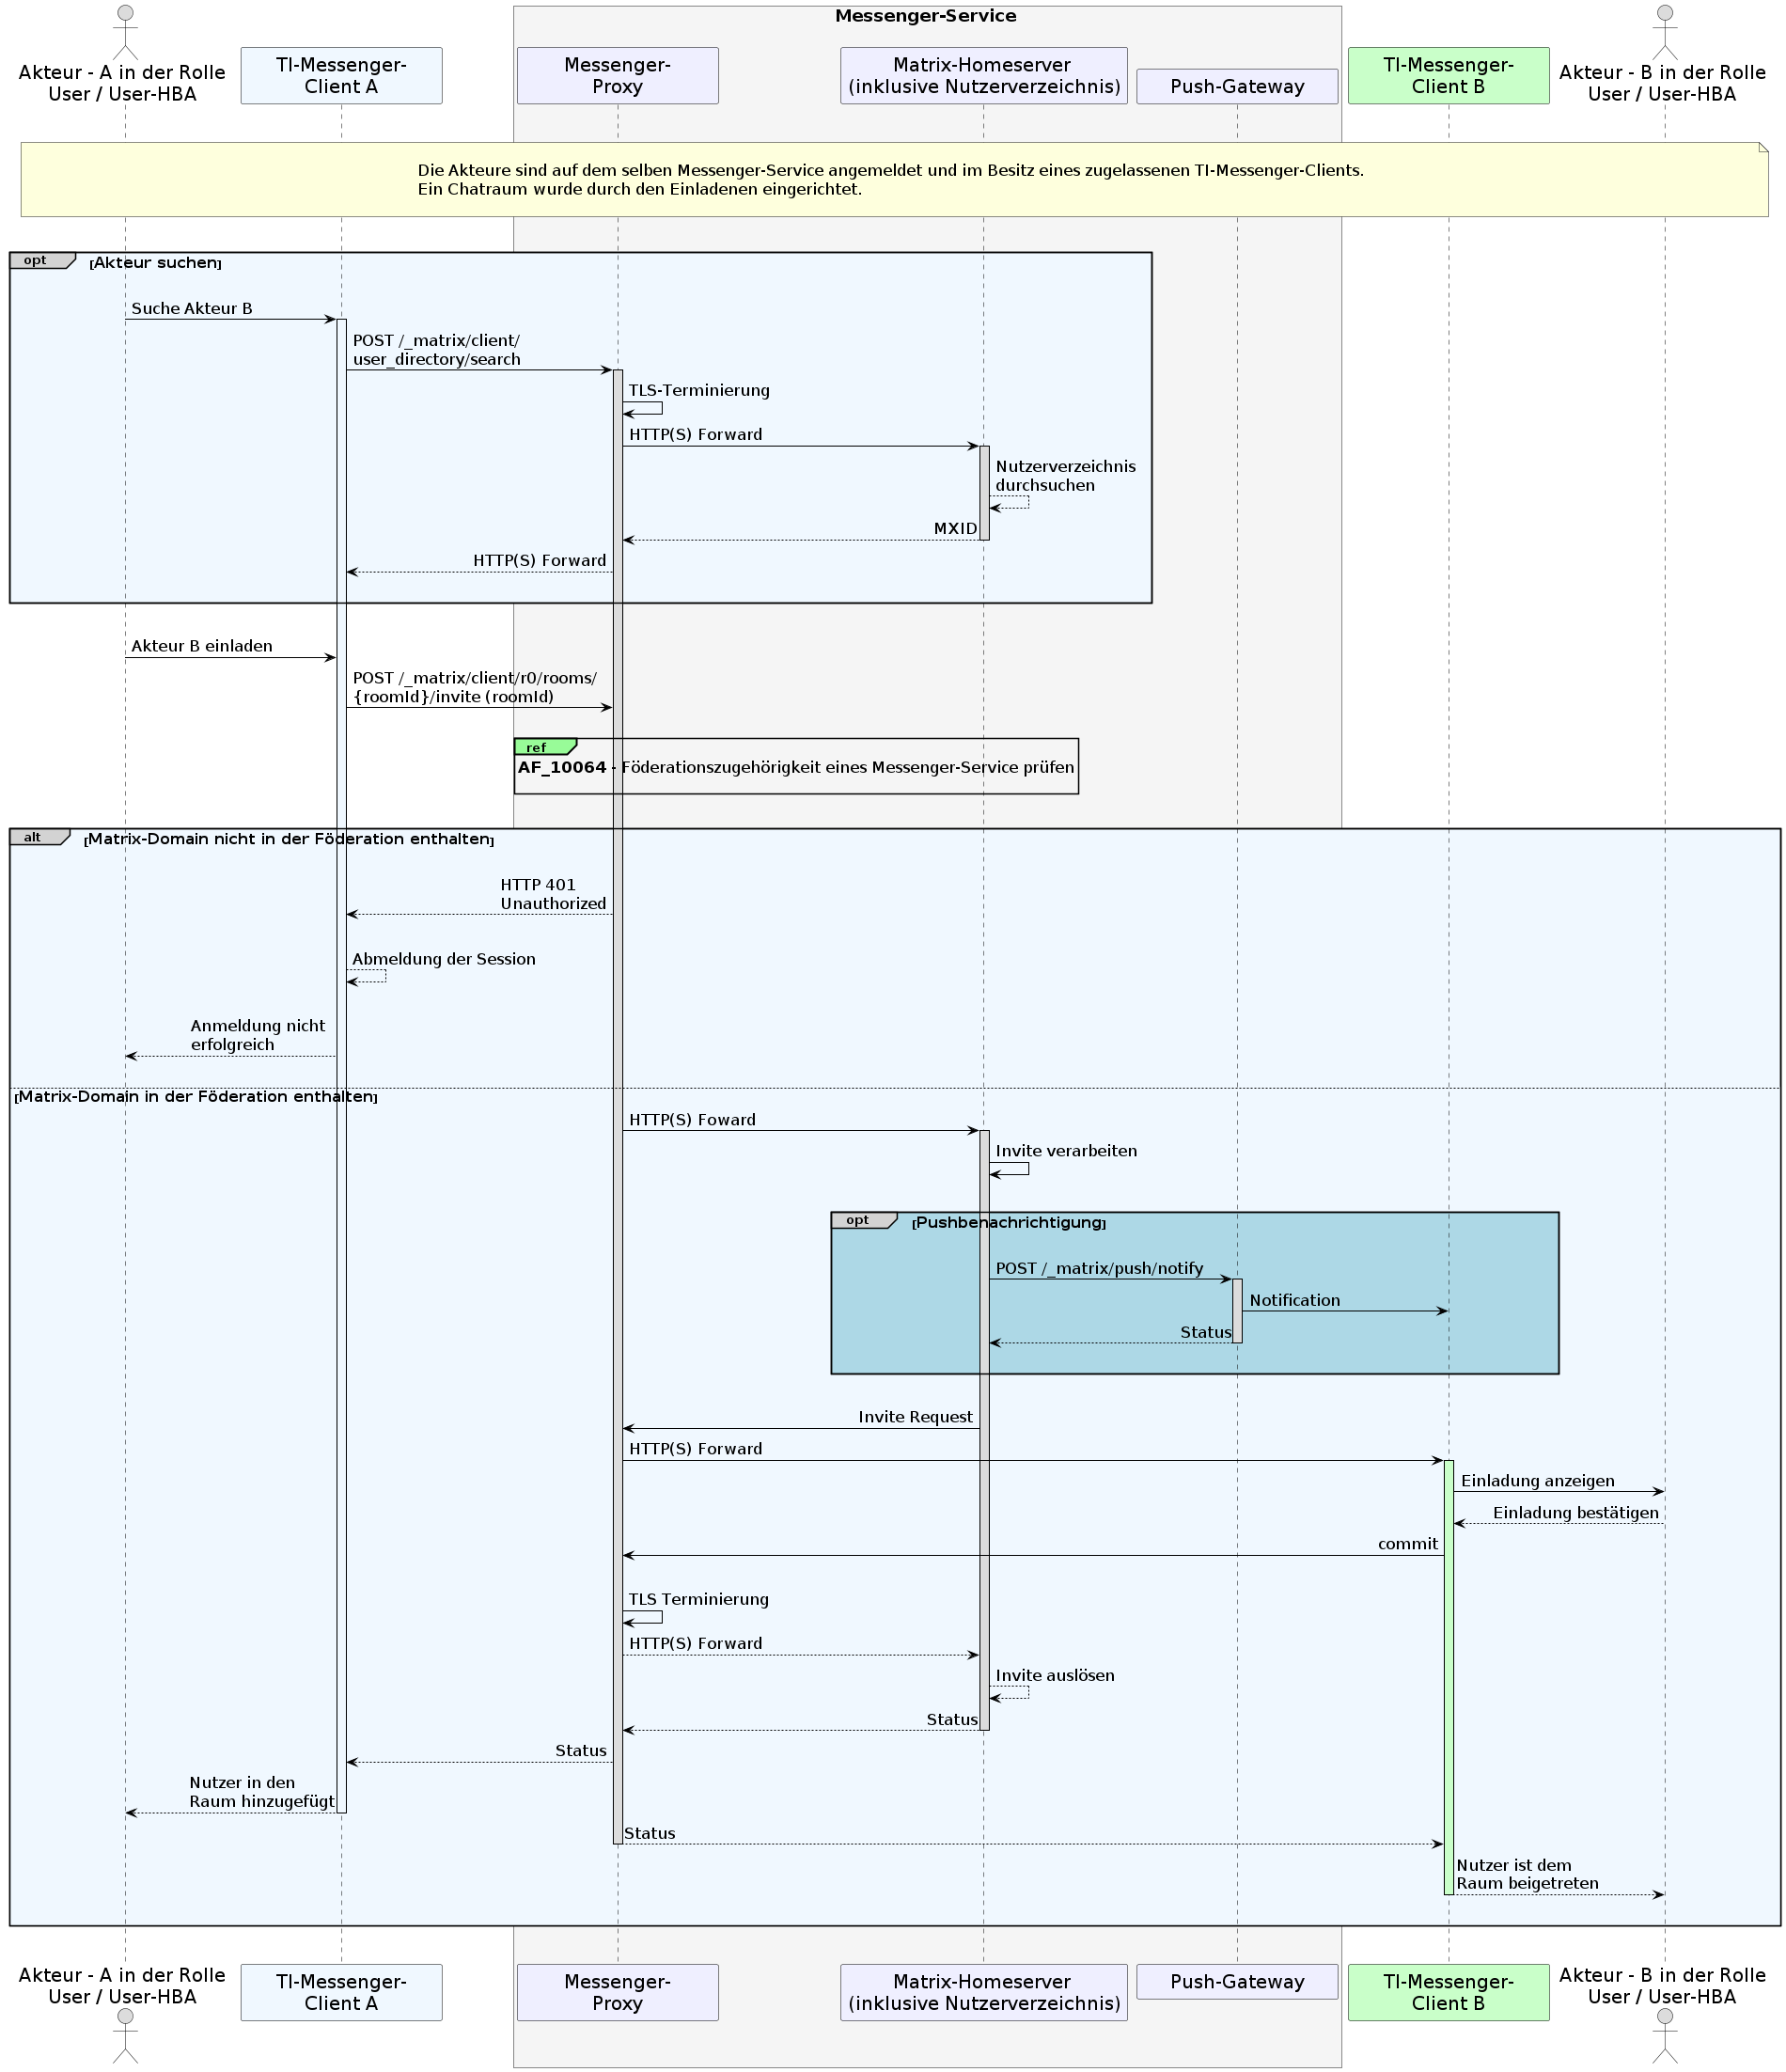 Messenger-Service
Akteur - A in der Rolle
User / User-HBA
TI-Messenger-
Client A
Messenger-
Proxy
Matrix-Homeserver
(inklusive Nutzerverzeichnis)
Push-Gateway
TI-Messenger-
Client B
Akteur - B in der Rolle
User / User-HBA
Die Akteure sind auf dem selben Messenger-Service angemeldet und im Besitz eines zugelassenen TI-Messenger-Clients.
Ein Chatraum wurde durch den Einladenen eingerichtet.
opt [Akteur suchen]
Suche Akteur B
POST /_matrix/client/
user_directory/search
TLS-Terminierung
HTTP(S) Forward
Nutzerverzeichnis
durchsuchen
MXID
HTTP(S) Forward
Akteur B einladen
POST /_matrix/client/r0/rooms/
{roomId}/invite (roomId)
ref
AF_10064 - Föderationszugehörigkeit eines Messenger-Service prüfen
alt [Matrix-Domain nicht in der Föderation enthalten]
HTTP 401
Unauthorized
Abmeldung der Session
Anmeldung nicht
erfolgreich
[Matrix-Domain in der Föderation enthalten]
HTTP(S) Foward
Invite verarbeiten
opt [Pushbenachrichtigung]
POST /_matrix/push/notify
Notification
Status
Invite Request
HTTP(S) Forward
Einladung anzeigen
Einladung bestätigen
commit
TLS Terminierung
HTTP(S) Forward
Invite auslösen
Status
Status
Nutzer in den
Raum hinzugefügt
Status
Nutzer ist dem
Raum beigetreten
Akteur - A in der Rolle
User / User-HBA
TI-Messenger-
Client A
Messenger-
Proxy
Matrix-Homeserver
(inklusive Nutzerverzeichnis)
Push-Gateway
TI-Messenger-
Client B
Akteur - B in der Rolle
User / User-HBA